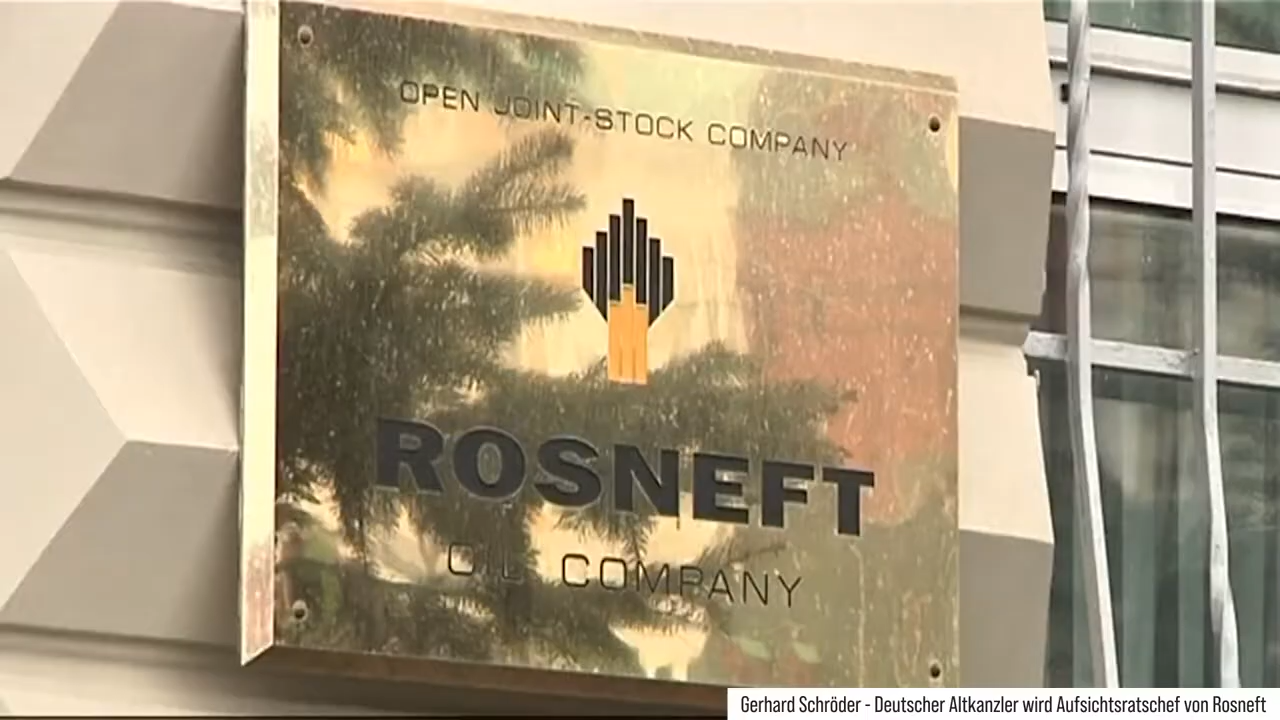 OPEN JOINT-STOCK COMPANY
ROSNEFT
OIL COMPANY
Gerhard Schröder - Deutscher Altkanzler wird Aufsichtsratschef von Rosneft